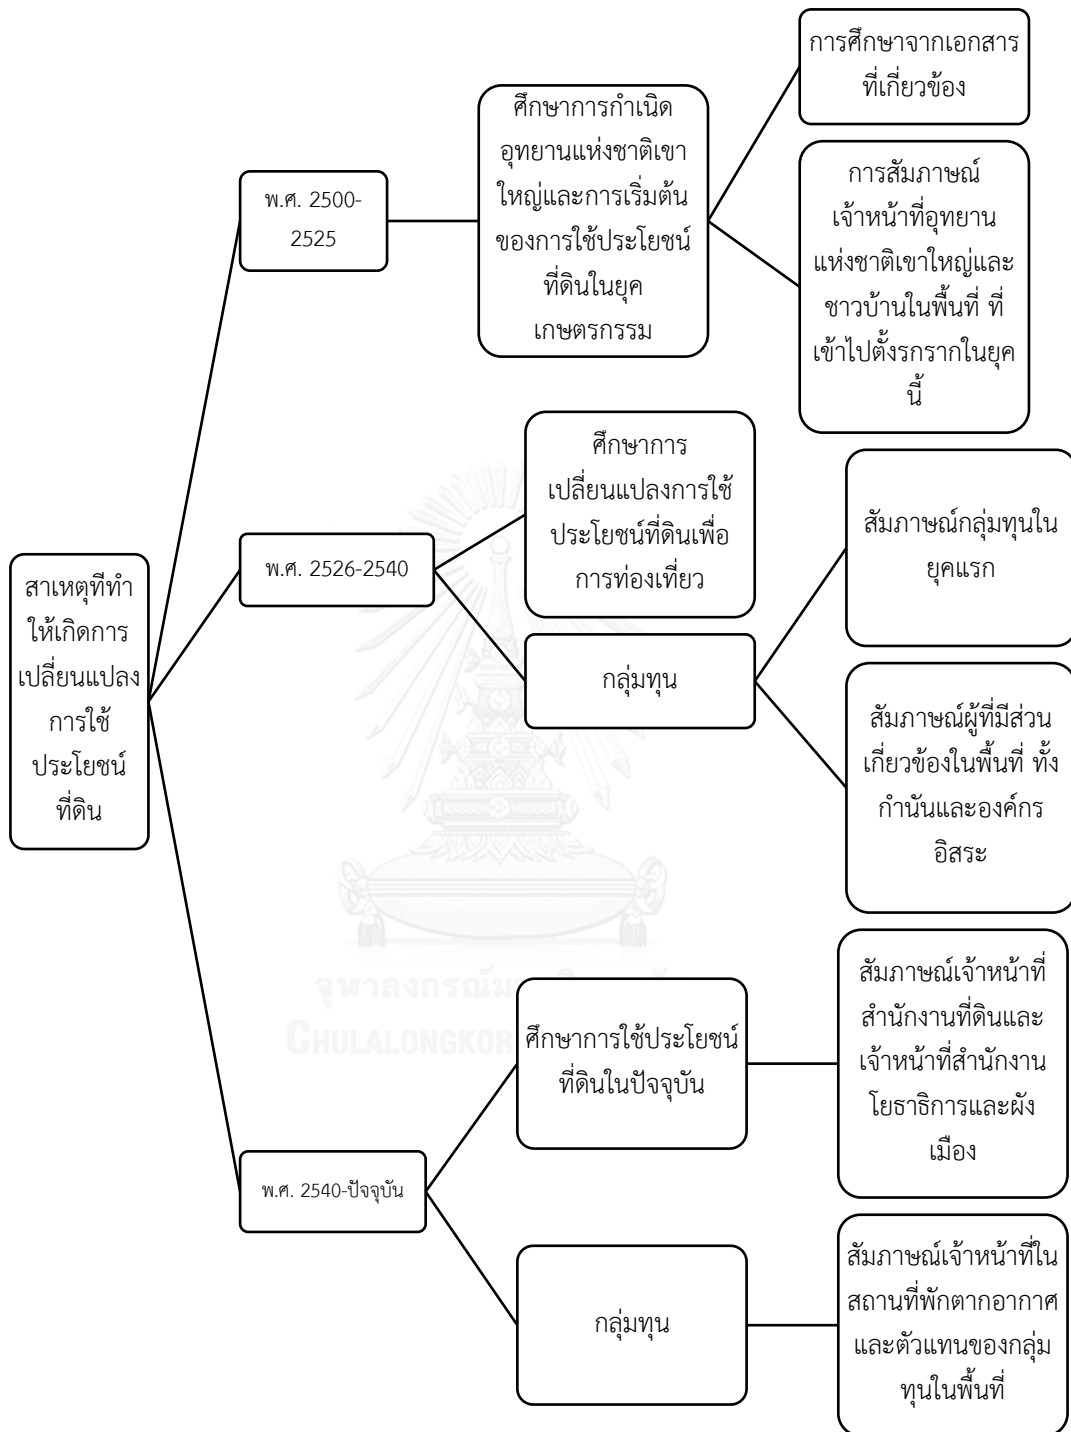 สาเหตุที่ทำ
ให้เกิดการ
เปลี่ยนแปลง
การใช้
ประโยชน์
ที่ดิน
พ.ศ. 2500-
2525
ศึกษาการกำเนิด
อุทยานแห่งชาติเขา
ใหญ่และการเริ่มต้น
ของการใช้ประโยชน์
ที่ดินในยุค
เกษตรกรรม
การศึกษาจากเอกสาร
ที่เกี่ยวข้อง
การสัมภาษณ์
เจ้าหน้าที่อุทยาน
แห่งชาติเขาใหญ่และ
ชาวบ้านในพื้นที่ ที่
เข้าไปตั้งรกรากในยุค
นี้
พ.ศ. 2526-2540
ศึกษาการ
เปลี่ยนแปลงการใช้
ประโยชน์ที่ดินเพื่อ
การท่องเที่ยว
กลุ่มทุน
สัมภาษณ์กลุ่มทุนใน
ยุคแรก
สัมภาษณ์ผู้ที่มีส่วน
เกี่ยวข้องในพื้นที่ ทั้ง
กำนันและองค์กร
อิสระ
พ.ศ. 2540-ปัจจุบัน
ศึกษาการใช้ประโยชน์
ที่ดินในปัจจุบัน
สัมภาษณ์เจ้าหน้าที่
สำนักงานที่ดินและ
เจ้าหน้าที่สำนักงาน
โยธาธิการและผัง
เมือง
กลุ่มทุน
สัมภาษณ์เจ้าหน้าที่ใน
สถานที่พักตากอากาศ
และตัวแทนของกลุ่ม
ทุนในพื้นที่